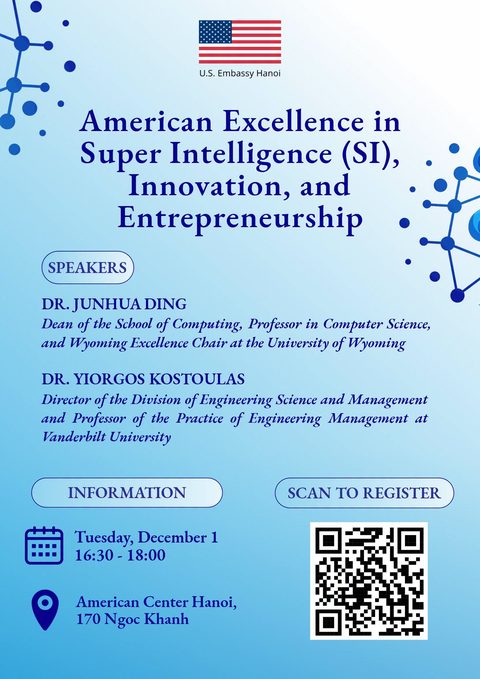 U.S. Embassy Hanoi
American Excellence in
Super Intelligence (SI),
Innovation, and
Entrepreneurship
SPEAKERS
DR. JUNHUA DING
Dean of the School of Computing, Professor in Computer Science,
and Wyoming Excellence Chair at the University of Wyoming
DR. YIORGOS KOSTOULAS
Director of the Division of Engineering Science and Management
and Professor of the Practice of Engineering Management at
Vanderbilt University
INFORMATION
Tuesday, December 1
16:30 - 18:00
American Center Hanoi,
170 Ngoc Khanh
SCAN TO REGISTER